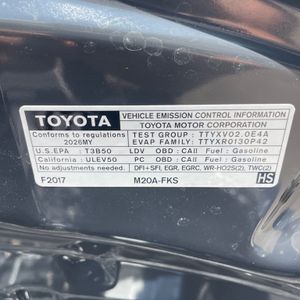 TOYOTA
VEHICLE EMISSION CONTROL INFORMATION
TOYOTA MOTOR CORPORATION
Conforms to regulations
2026MY
TEST GROUP : TTYXV02.0E4A
EVAP FAMILY : TTYXR0130P42
U.S.EPA : T3B50 LDV OBD : CAⅡ Fuel : Gasoline
California : ULEV50 PC OBD : CAⅡ Fuel : Gasoline
No adjustments needed. DFI+SFI, EGR, EGRC, WR-HO2S(2), TWC(2)
F2017 M20A-FKS HS